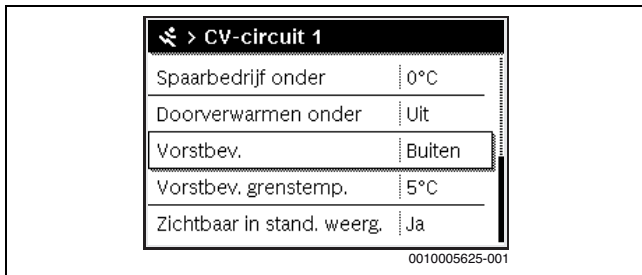 > CV-circuit 1
Spaarbedrijf onder 0°C
Doorverwarmen onder Uit
Vorstbev. Buiten
Vorstbev. grenstemp. 5°C
Zichtbaar in stand. weerg. Ja
0010005625-001